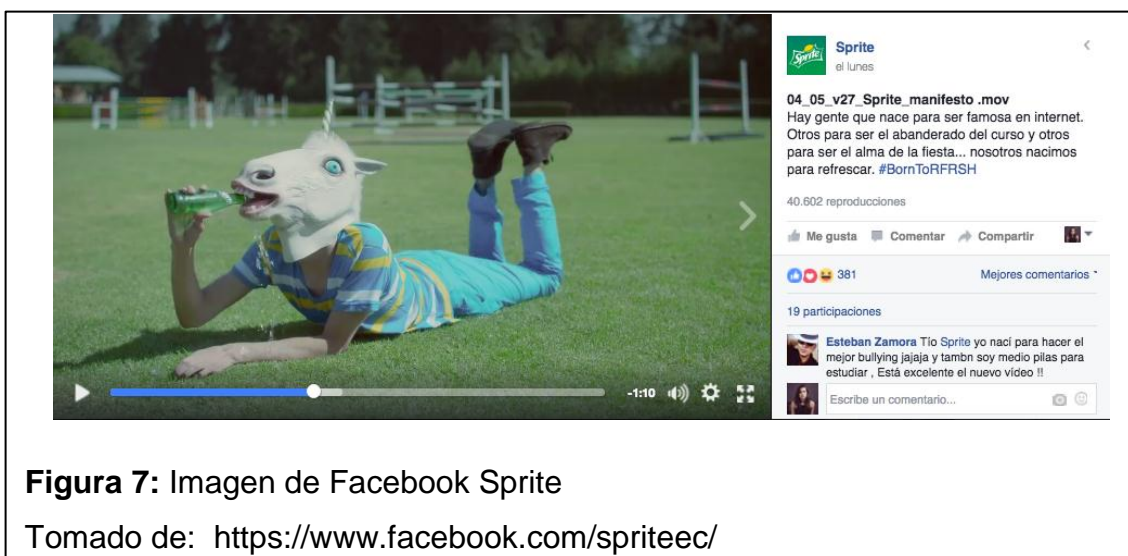 Sprite
Sprite
el lunes
04_05_v27_Sprite_manifesto .mov
Hay gente que nace para ser famosa en internet.
Otros para ser el abanderado del curso y otros
para ser el alma de la fiesta... nosotros nacimos
para refrescar. #BornToRFRSH
40.602 reproducciones
Me gusta Comentar Compartir
381 Mejores comentarios
19 participaciones
Esteban Zamora Tío Sprite yo nací para hacer el
mejor bullying jajaja y tambn soy medio pilas para
estudiar , Está excelente el nuevo vídeo !!
Escribe un comentario...
-1:10
Figura 7: Imagen de Facebook Sprite
Tomado de: https://www.facebook.com/spriteec/